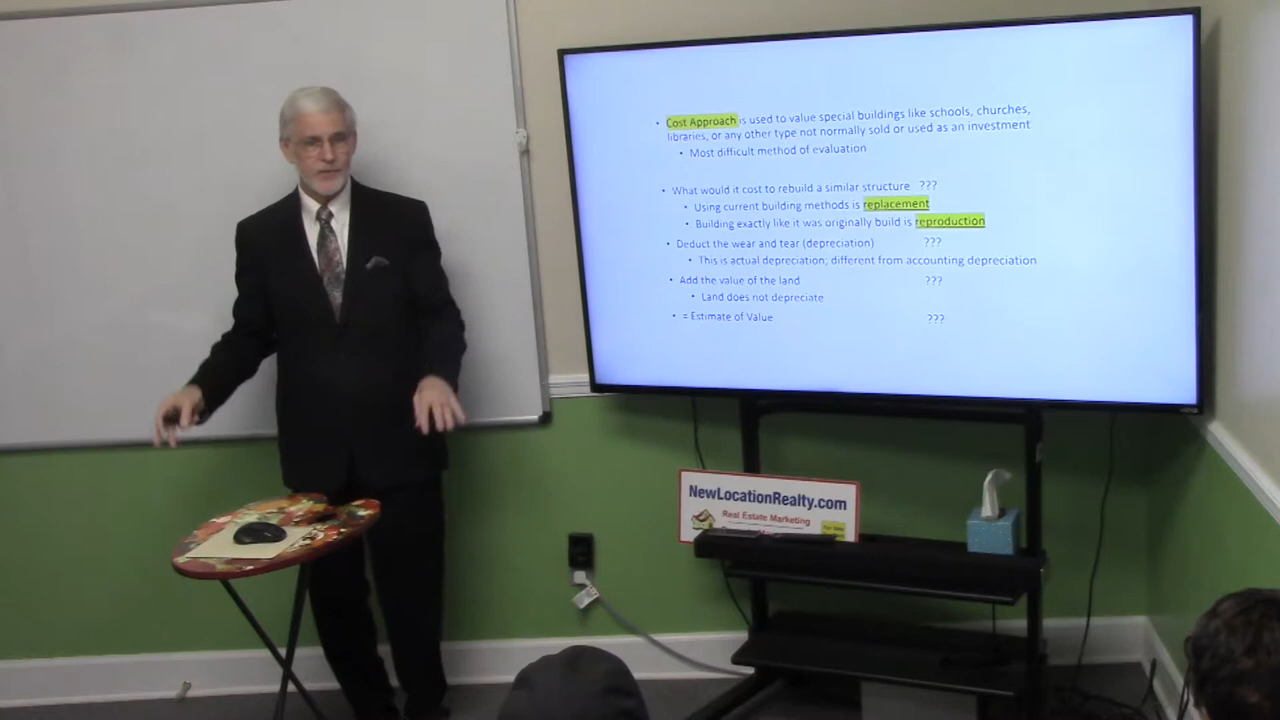 • Cost Approach is used to value special buildings like schools, churches,
libraries, or any other type not normally sold or used as an investment
• Most difficult method of evaluation
• What would it cost to rebuild a similar structure ???
• Using current building methods is replacement
• Building exactly like it was originally build is reproduction
• Deduct the wear and tear (depreciation) ???
• This is actual depreciation; different from accounting depreciation
• Add the value of the land ???
• Land does not depreciate
• = Estimate of Value ???
NewLocationRealty.com
Real Estate Marketing
For Sale